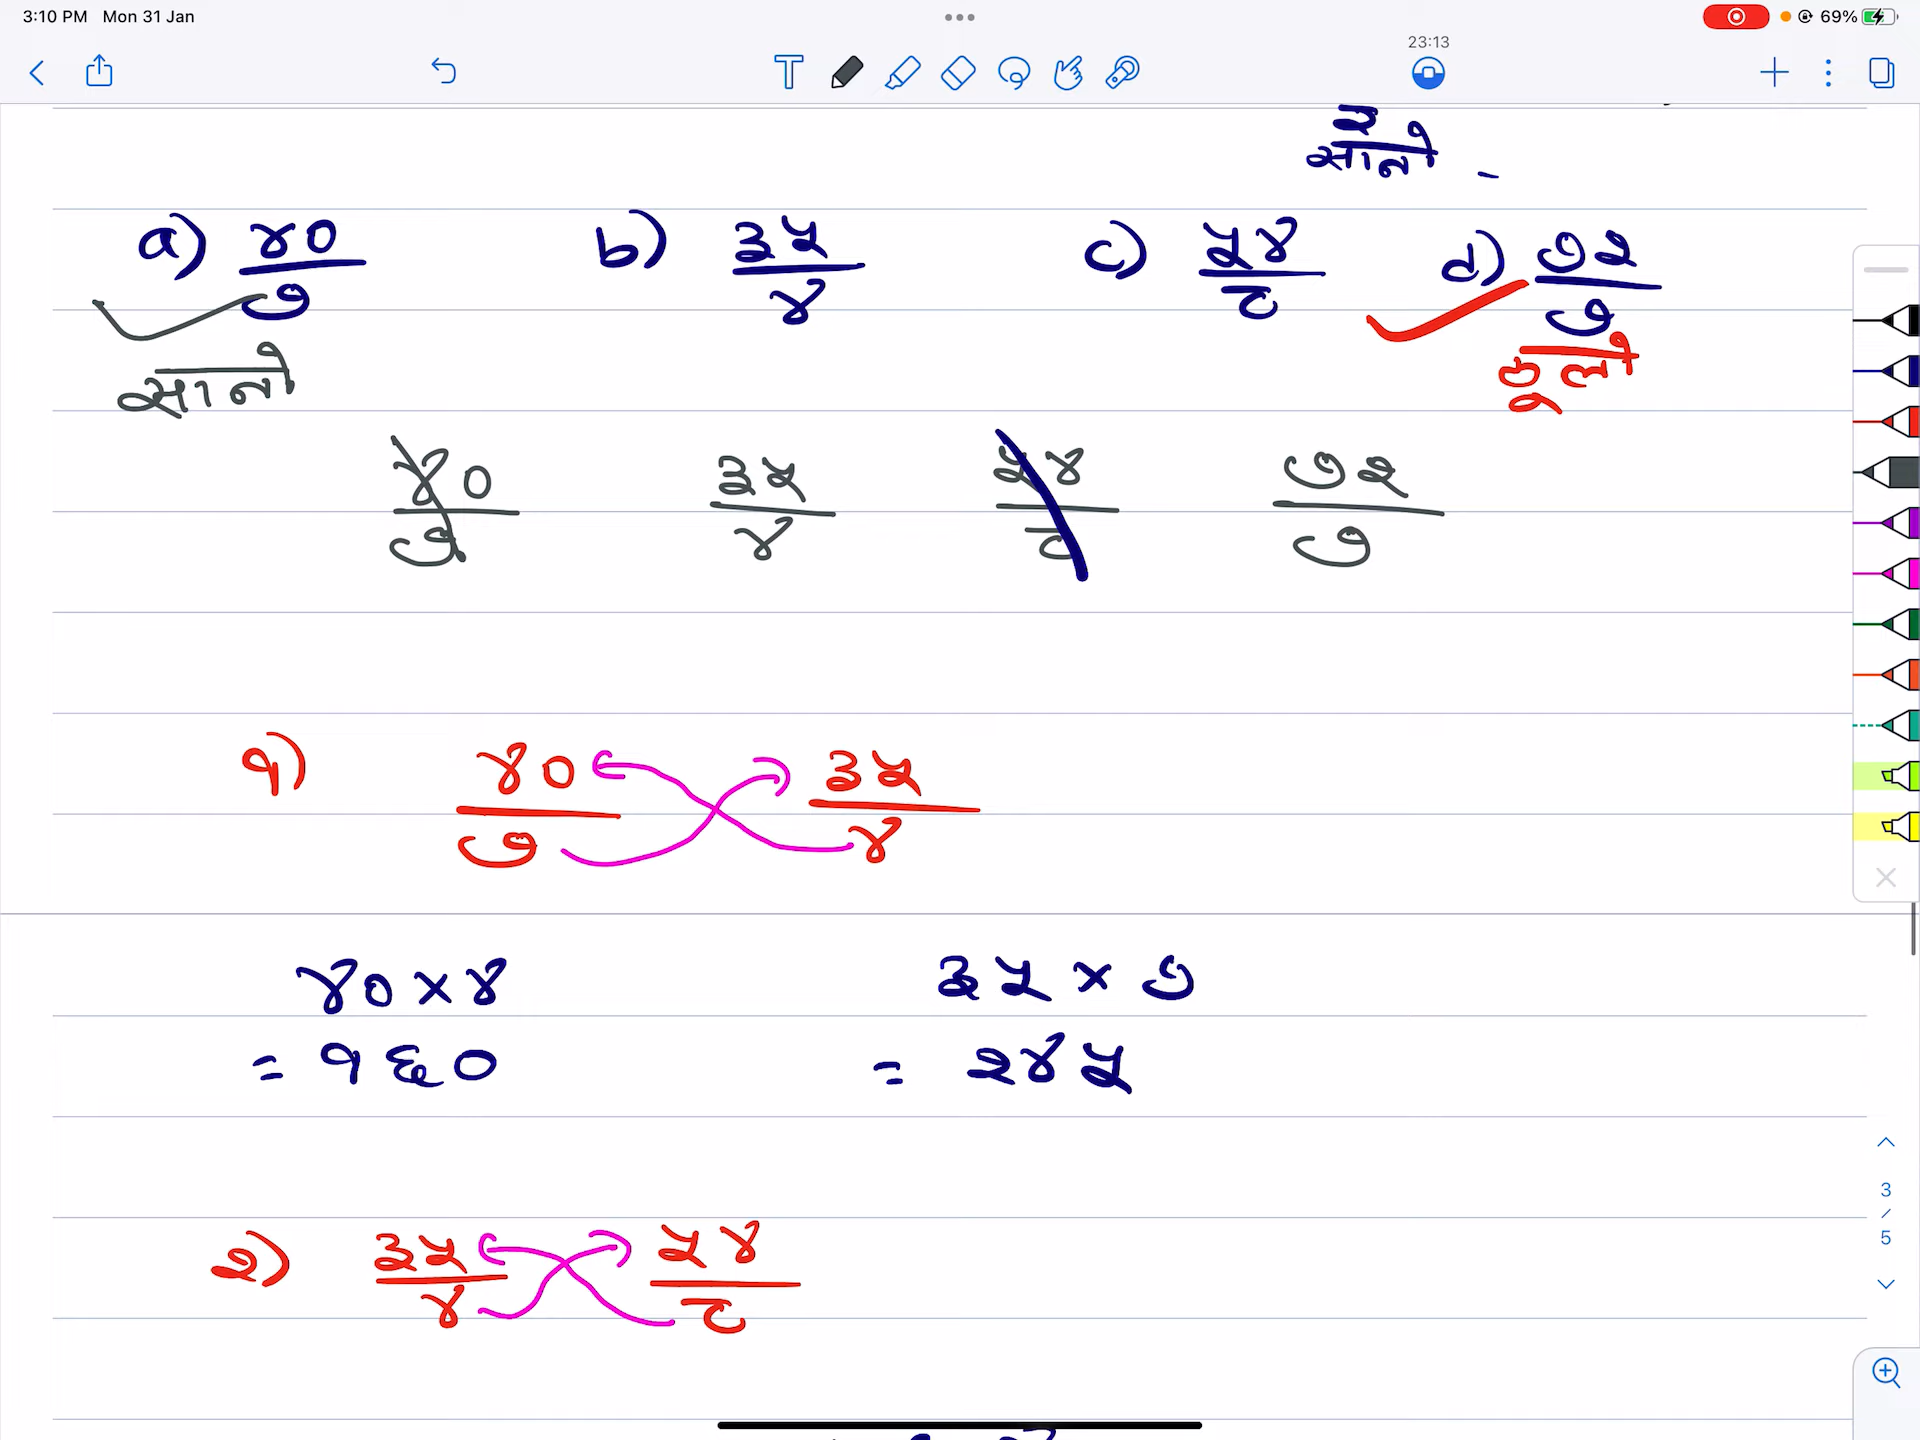 3:10 PM Mon 31 Jan
69%
23:13
सानो
a) ४०/७ b) ३५/४ c) ५४/८ d) ७२/७
सानो
४०/७ ३५/४ ५४/८ ७२/७
१) ४०/७ ३५/४
४० × ४ ३५ × ७
= १६० = २४५
२) ३५/४ ५४/८
3
/
5